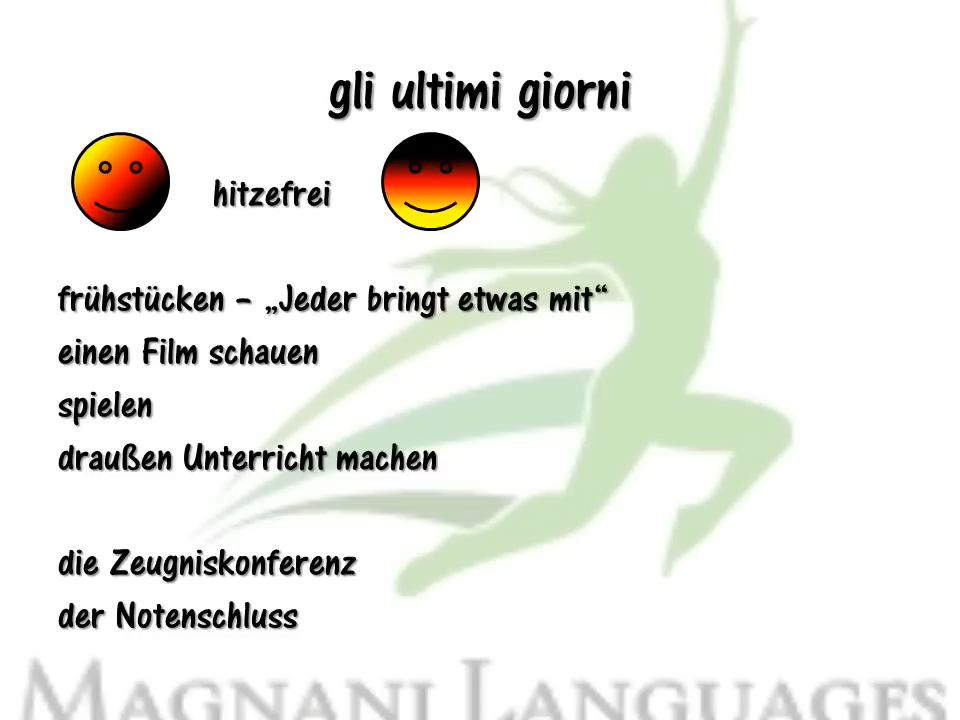 gli ultimi giorni
hitzefrei
frühstücken – „Jeder bringt etwas mit“
einen Film schauen
spielen
draußen Unterricht machen
die Zeugniskonferenz
der Notenschluss
MAGNANI LANGUAGES